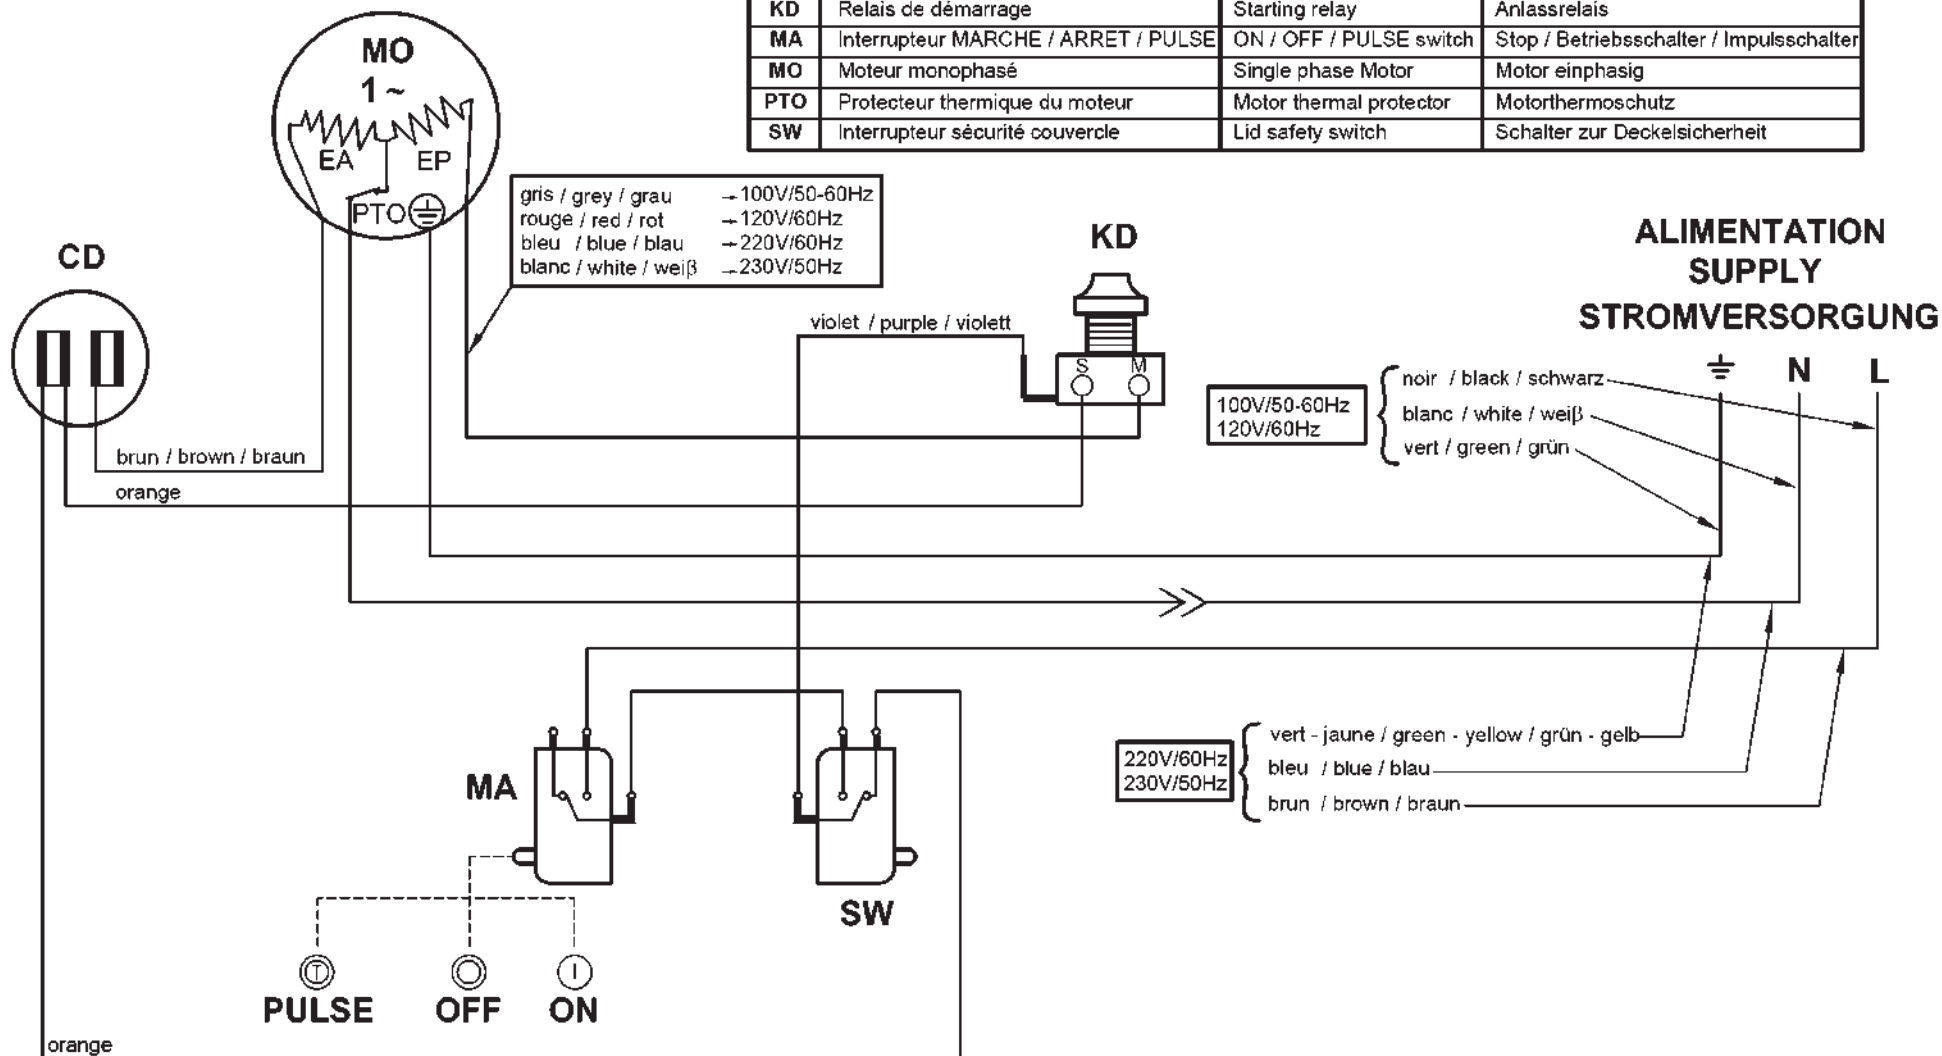 KD Relais de démarrage Starting relay Anlassrelais
MA Interrupteur MARCHE / ARRET / PULSE ON / OFF / PULSE switch Stop / Betriebsschalter / Impulsschalter
MO Moteur monophasé Single phase Motor Motor einphasig
PTO Protecteur thermique du moteur Motor thermal protector Motorthermoschutz
SW Interrupteur sécurité couvercle Lid safety switch Schalter zur Deckelsicherheit
MO
1 ~
EA EP
PTO
gris / grey / grau → 100V/50-60Hz
rouge / red / rot → 120V/60Hz
bleu / blue / blau → 220V/60Hz
blanc / white / weiβ → 230V/50Hz
CD
KD
violet / purple / violett
S M
ALIMENTATION
SUPPLY
STROMVERSORGUNG
N L
100V/50-60Hz
120V/60Hz
noir / black / schwarz
blanc / white / weiβ
vert / green / grün
brun / brown / braun
orange
MA
SW
220V/60Hz
230V/50Hz
vert - jaune / green - yellow / grün - gelb
bleu / blue / blau
brun / brown / braun
T I
PULSE OFF ON
orange